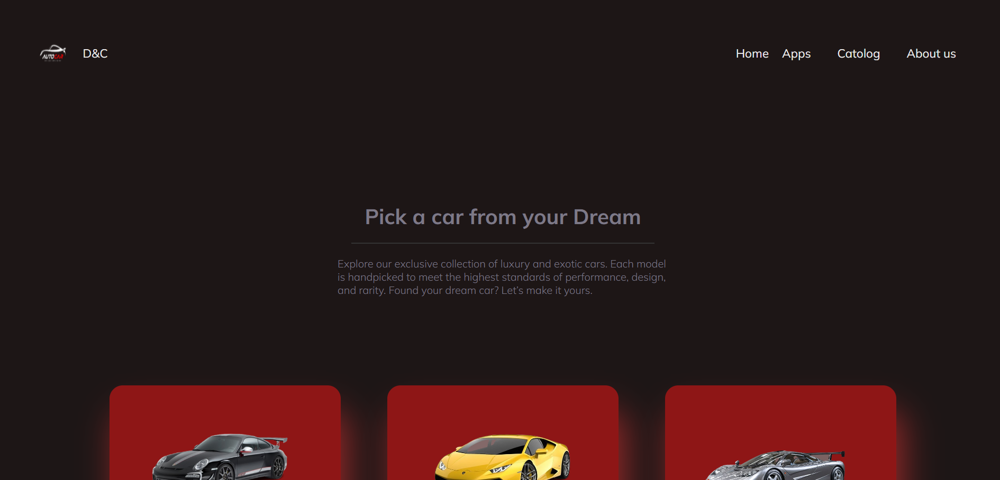 AUTOCAR
D&C
Home Apps Catolog About us
Pick a car from your Dream
Explore our exclusive collection of luxury and exotic cars. Each model
is handpicked to meet the highest standards of performance, design,
and rarity. Found your dream car? Let’s make it yours.